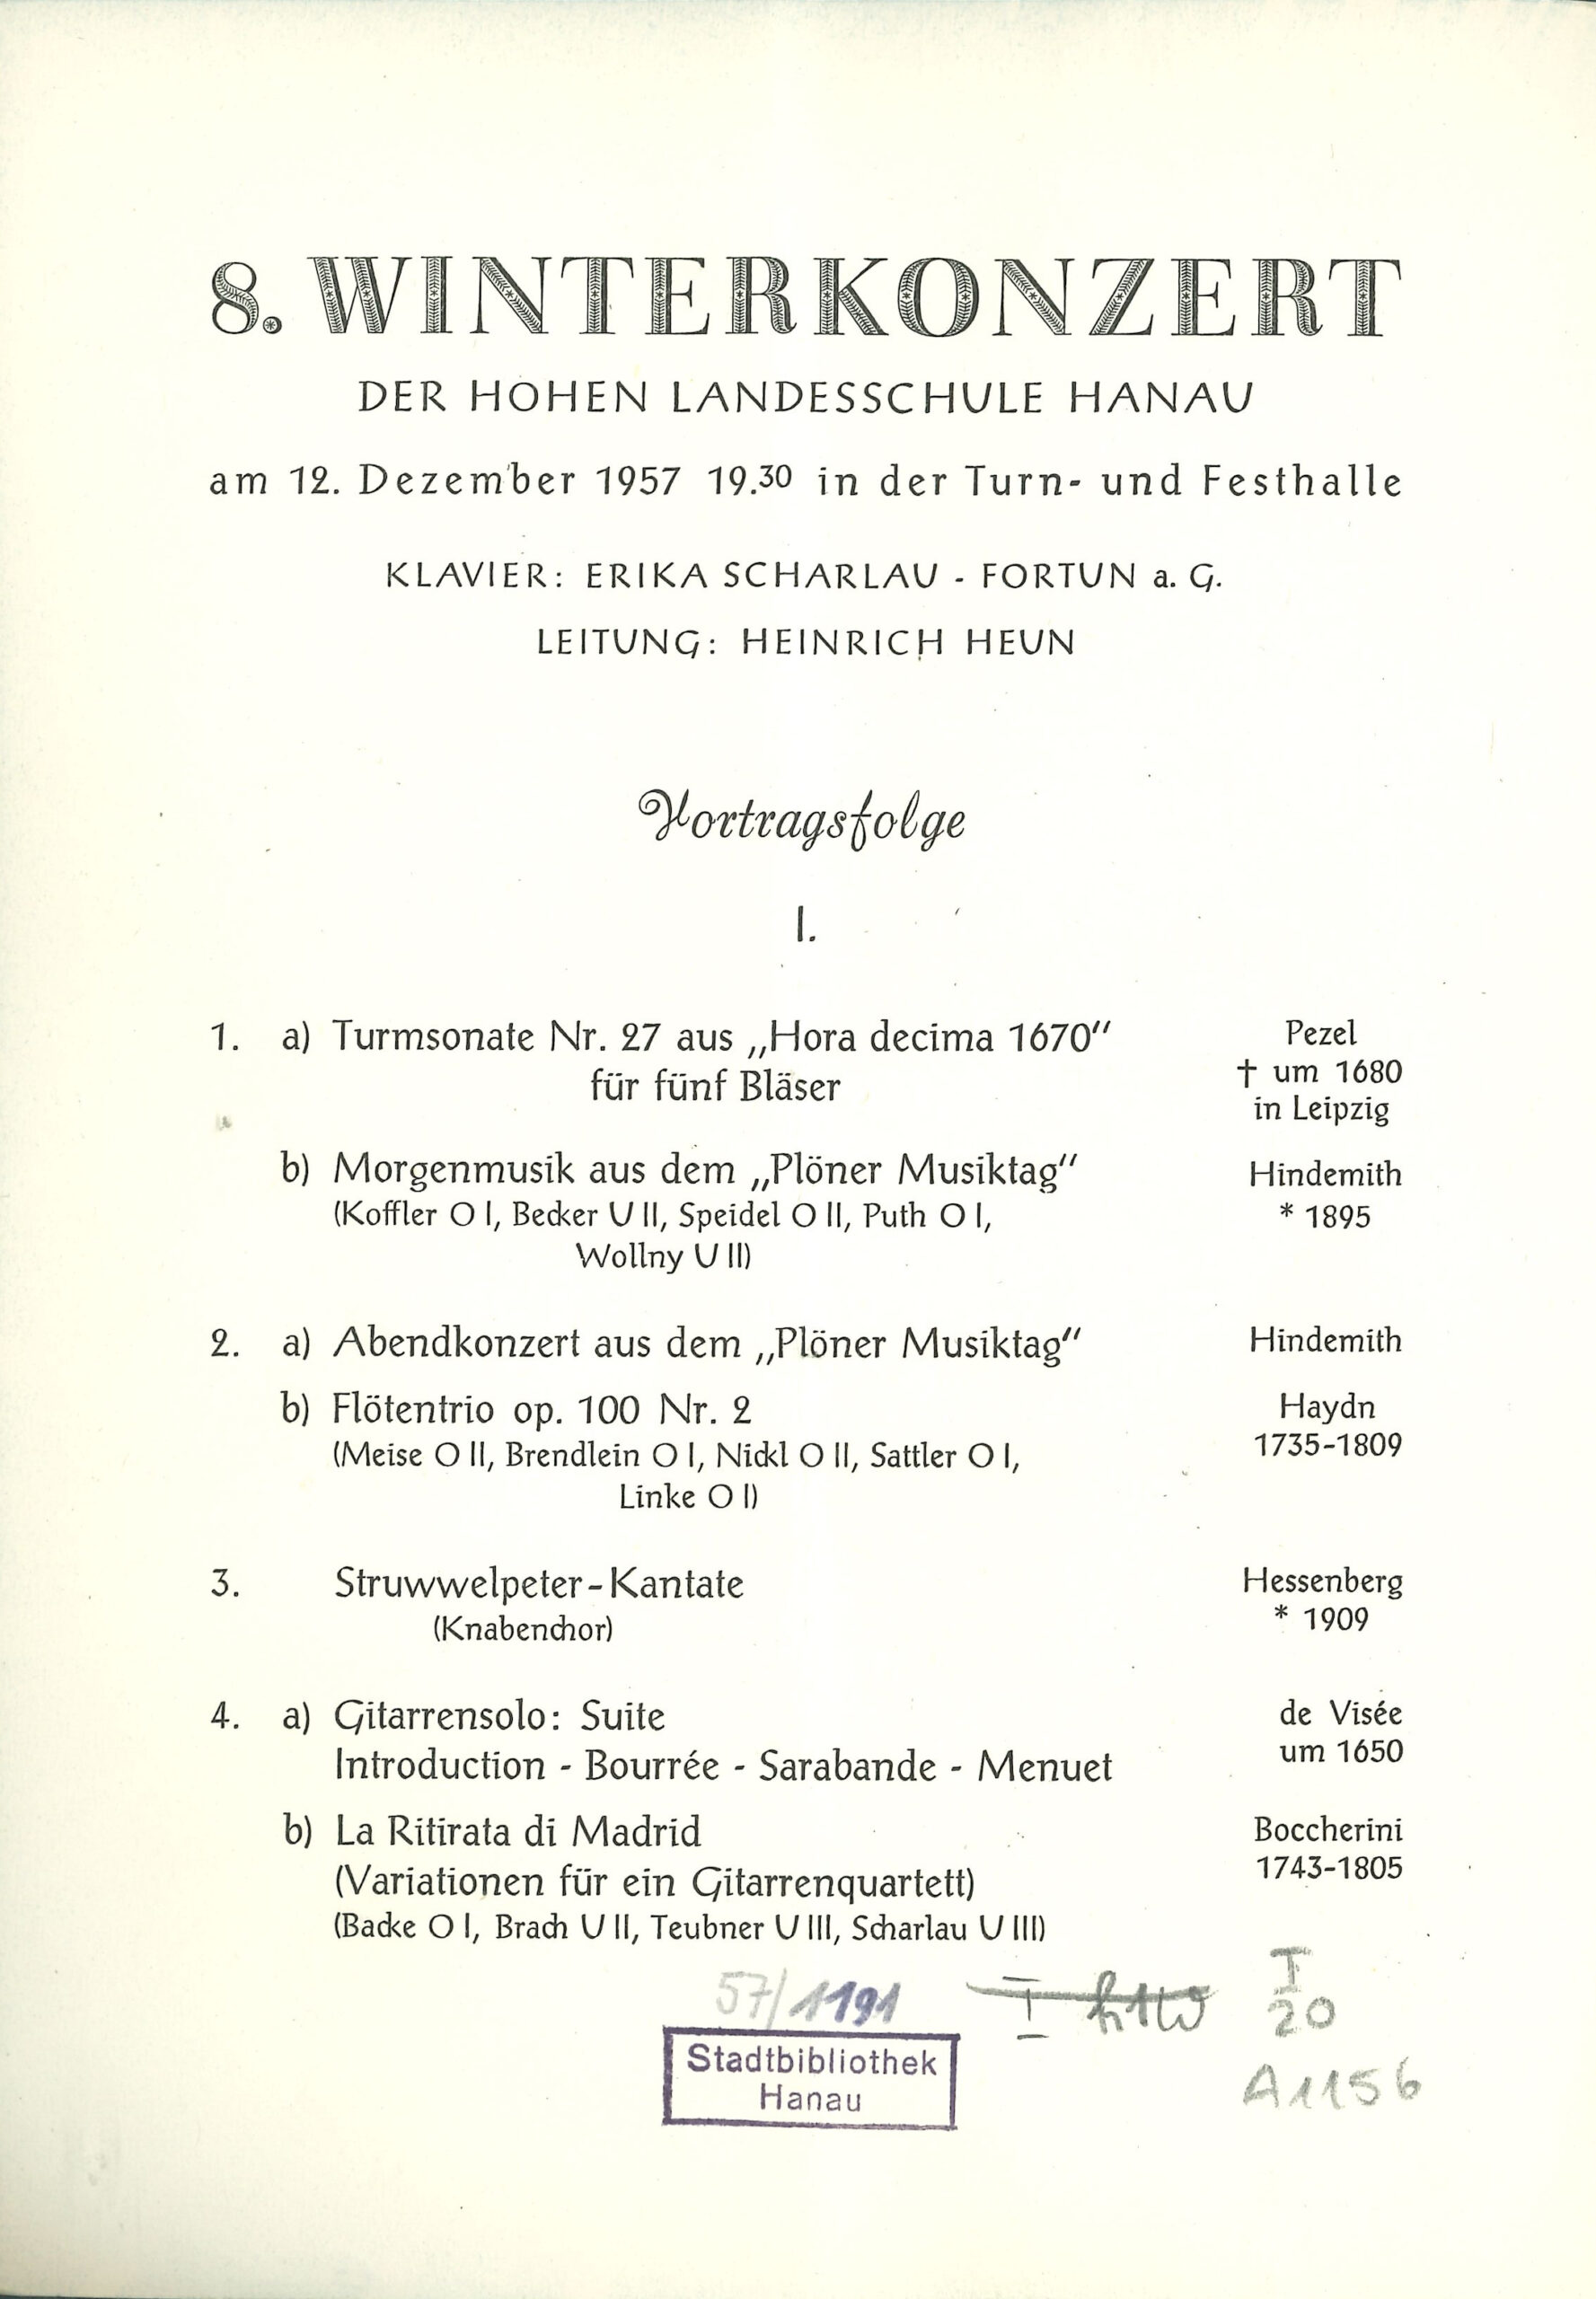 8. WINTERKONZERT
DER HOHEN LANDESSCHULE HANAU
am 12. Dezember 1957 19.30 in der Turn- und Festhalle
KLAVIER: ERIKA SCHARLAU - FORTUN a. G.
LEITUNG: HEINRICH HEUN
Vortragsfolge
I.
1. a) Turmsonate Nr. 27 aus „Hora decima 1670" Pezel
für fünf Bläser † um 1680
in Leipzig
b) Morgenmusik aus dem „Plöner Musiktag" Hindemith
(Koffler O I, Becker U II, Speidel O II, Puth O I, * 1895
Wollny U II)
2. a) Abendkonzert aus dem „Plöner Musiktag" Hindemith
b) Flötentrio op. 100 Nr. 2 Haydn
(Meise O II, Brendlein O I, Nickl O II, Sattler O I, 1735-1809
Linke O I)
3. Struwwelpeter-Kantate Hessenberg
(Knabenchor) * 1909
4. a) Gitarrensolo: Suite de Visée
Introduction - Bourrée - Sarabande - Menuet um 1650
b) La Ritirata di Madrid Boccherini
(Variationen für ein Gitarrenquartett) 1743-1805
(Backe O I, Brach U II, Teubner U III, Scharlau U III)
57/1191 I
20
Stadtbibliothek
Hanau
A1156